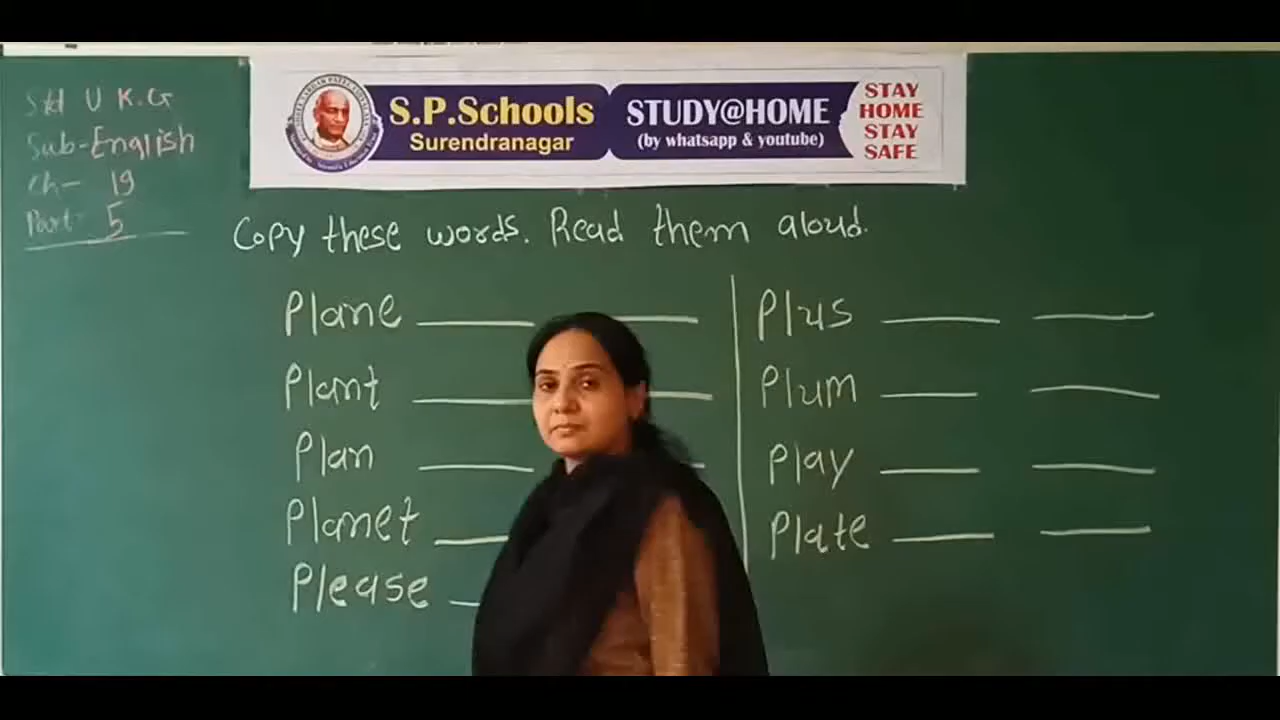 Std U K.G
Sub-English
Ch- 19
Part- 5
S.P.Schools
Surendranagar
STUDY@HOME
(by whatsapp & youtube)
STAY
HOME
STAY
SAFE
Copy these words. Read them aloud.
Plane
Plant
Plan
Planet
Please
Plus
Plum
Play
Plate